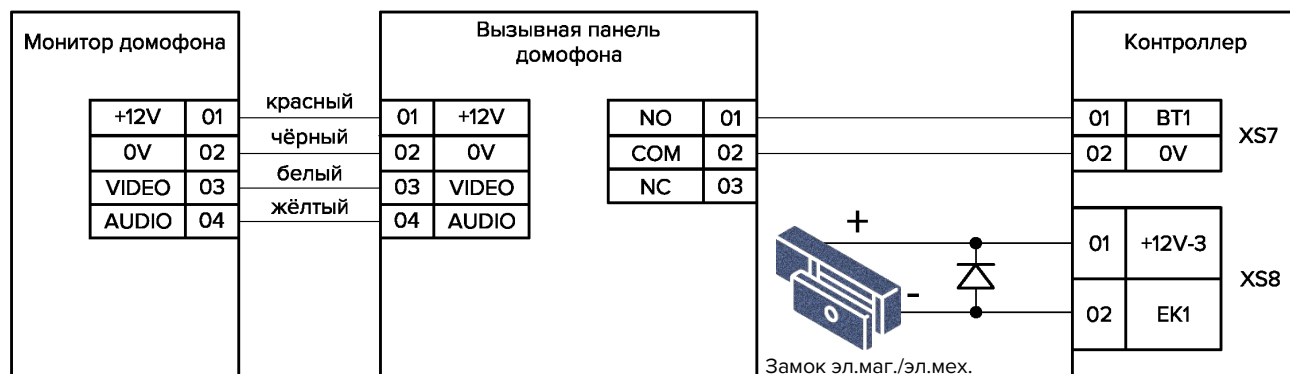 Монитор домофона
+12V 01
0V 02
VIDEO 03
AUDIO 04
красный
чёрный
белый
жёлтый
Вызывная панель
домофона
01 +12V
02 0V
03 VIDEO
04 AUDIO
NO 01
COM 02
NC 03
Контроллер
01 BT1
02 0V
XS7
01 +12V-3
02 EK1
XS8
+
-
Замок эл.маг./эл.мех.